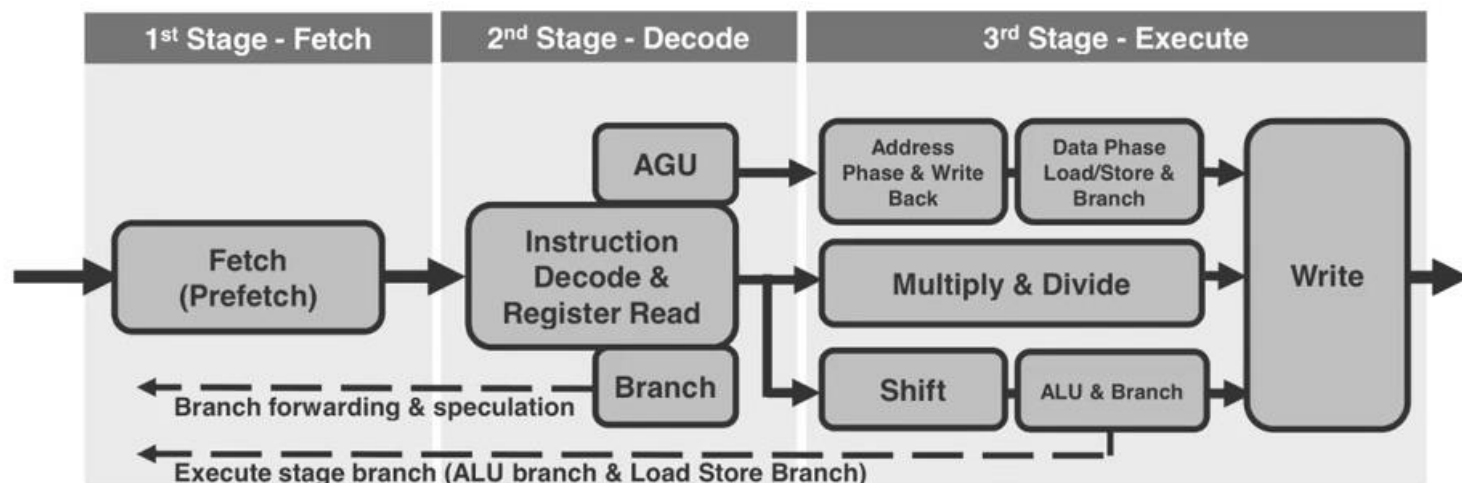 1st Stage - Fetch
2nd Stage - Decode
3rd Stage - Execute
AGU
Address
Phase & Write
Back
Data Phase
Load/Store &
Branch
Fetch
(Prefetch)
Instruction
Decode &
Register Read
Multiply & Divide
Write
Branch
Shift
ALU & Branch
Branch forwarding & speculation
Execute stage branch (ALU branch & Load Store Branch)